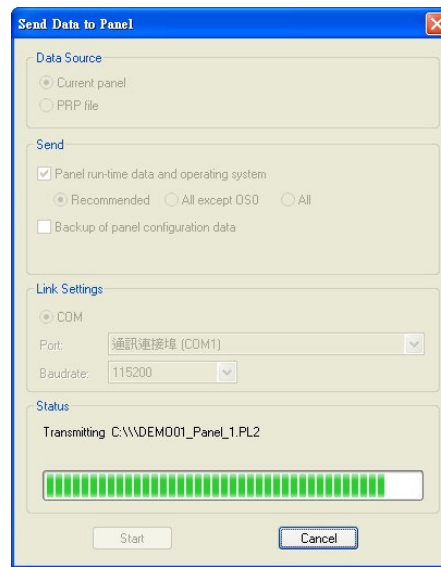 Send Data to Panel
Data Source
Current panel
PRP file
Send
Panel run-time data and operating system
Recommended All except OS0 All
Backup of panel configuration data
Link Settings
COM
Port: 通訊連接埠 (COM1)
Baudrate: 115200
Status
Transmitting C:\\\DEMO01_Panel_1.PL2
Start Cancel